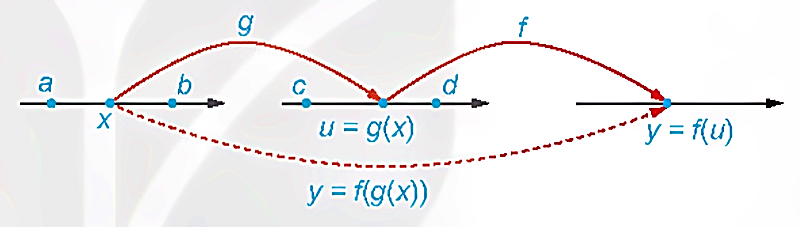 g
f
a
b
c
d
x
u = g(x)
y = f(u)
y = f(g(x))